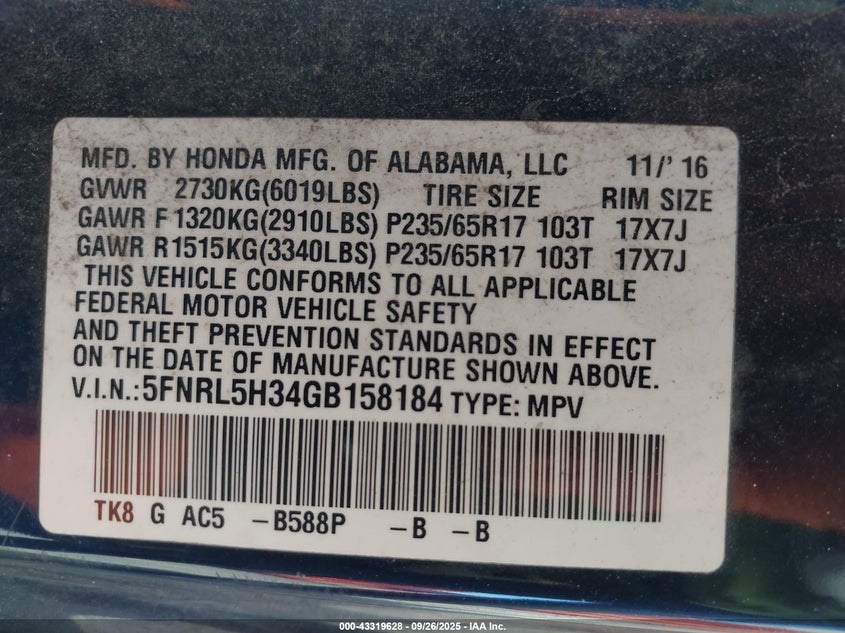 MFD. BY HONDA MFG. OF ALABAMA, LLC 11/' 16
GVWR 2730KG(6019LBS) TIRE SIZE RIM SIZE
GAWR F 1320KG(2910LBS) P235/65R17 103T 17X7J
GAWR R1515KG(3340LBS) P235/65R17 103T 17X7J
THIS VEHICLE CONFORMS TO ALL APPLICABLE
FEDERAL MOTOR VEHICLE SAFETY
AND THEFT PREVENTION STANDARDS IN EFFECT
ON THE DATE OF MANUFACTURE SHOWN ABOVE.
V.I.N.:5FNRL5H34GB158184 TYPE: MPV
TK8 G AC5 -B588P -B -B
000-43319628 - 09/26/2025 - IAA Inc.